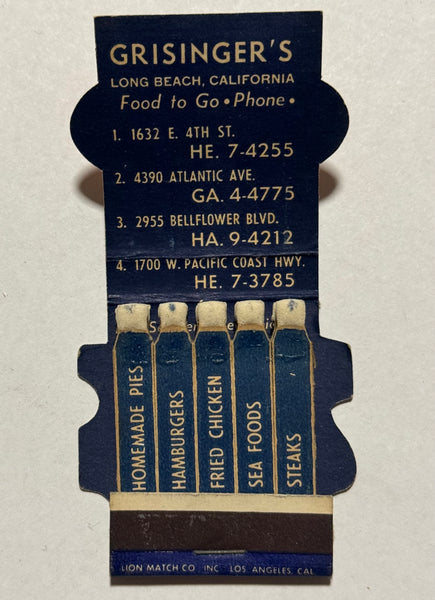 GRISINGER'S
LONG BEACH, CALIFORNIA
Food to Go • Phone •
1. 1632 E. 4TH ST.
HE. 7-4255
2. 4390 ATLANTIC AVE.
GA. 4-4775
3. 2955 BELLFLOWER BLVD.
HA. 9-4212
4. 1700 W. PACIFIC COAST HWY.
HE. 7-3785
HOMEMADE PIES
HAMBURGERS
FRIED CHICKEN
SEA FOODS
STEAKS
LION MATCH CO. INC. LOS ANGELES, CAL